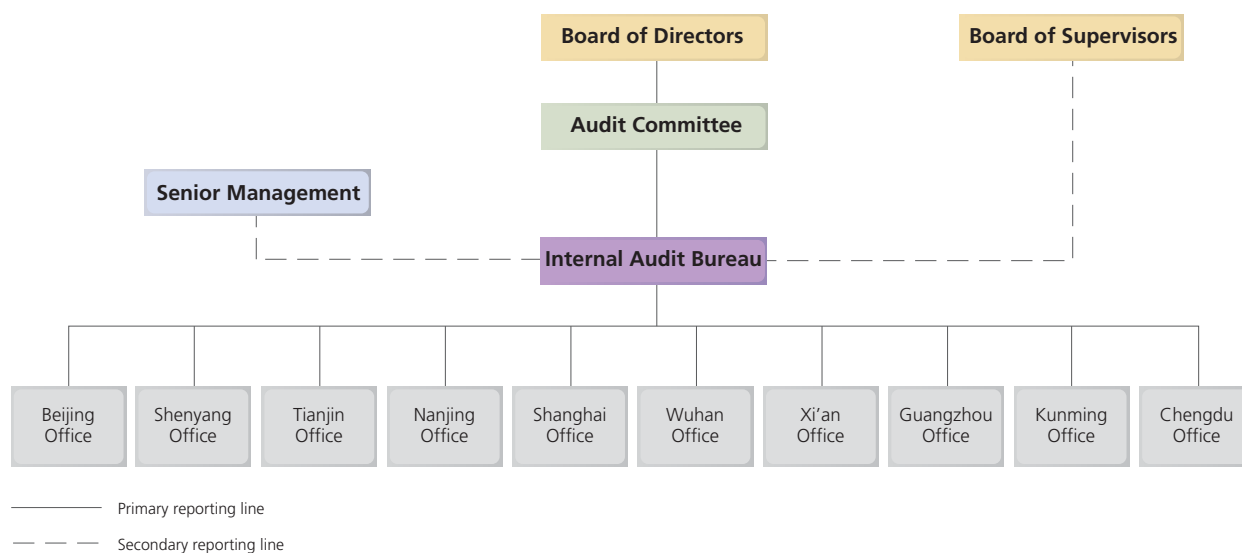 Board of Directors
Board of Supervisors
Audit Committee
Senior Management
Internal Audit Bureau
Beijing
Office
Shenyang
Office
Tianjin
Office
Nanjing
Office
Shanghai
Office
Wuhan
Office
Xi’an
Office
Guangzhou
Office
Kunming
Office
Chengdu
Office
Primary reporting line
Secondary reporting line